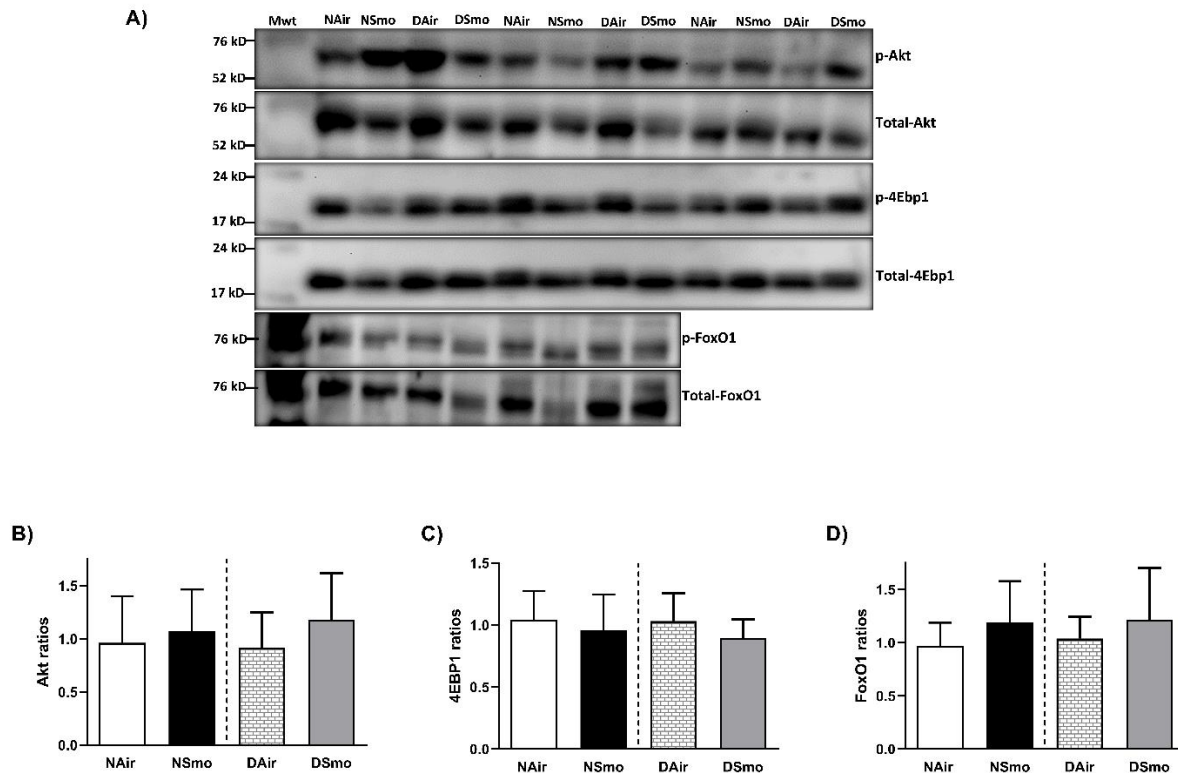 A)
Mwt NAir NSmo DAir DSmo NAir NSmo DAir DSmo NAir NSmo DAir DSmo
76 kD
52 kD
p-Akt
76 kD
52 kD
Total-Akt
24 kD
17 kD
p-4Ebp1
24 kD
17 kD
Total-4Ebp1
76 kD
p-FoxO1
76 kD
Total-FoxO1
B)
Akt ratios
1.5
1.0
0.5
0.0
NAir NSmo DAir DSmo
C)
4EBP1 ratios
1.5
1.0
0.5
0.0
NAir NSmo DAir DSmo
D)
FoxO1 ratios
1.5
1.0
0.5
0.0
NAir NSmo DAir DSmo